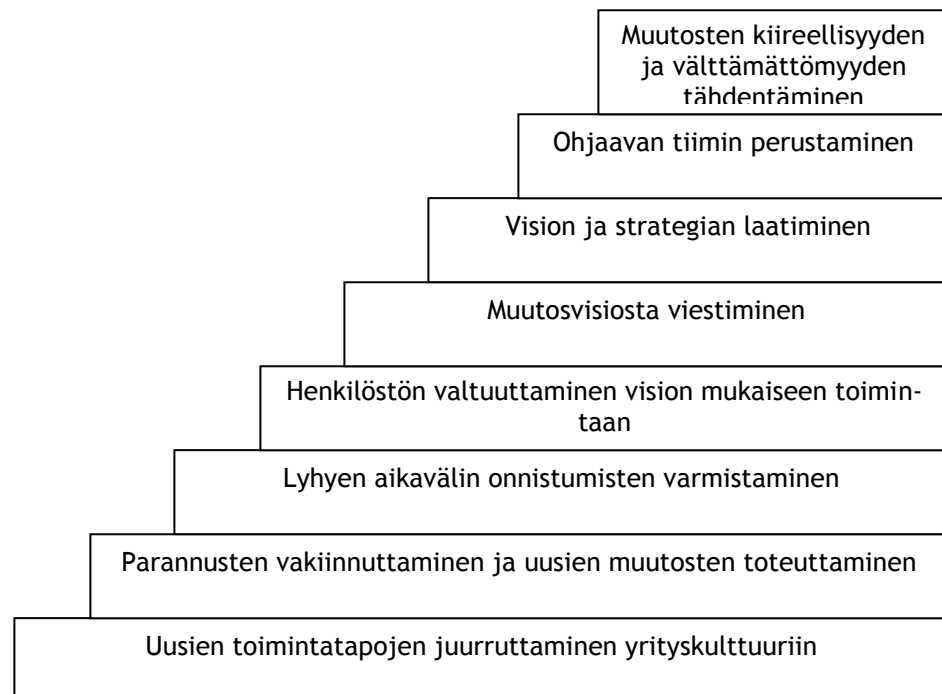 Muutosten kiireellisyyden
ja välttämättömyyden
tähdentäminen
Ohjaavan tiimin perustaminen
Vision ja strategian laatiminen
Muutosvisiosta viestiminen
Henkilöstön valtuuttaminen vision mukaiseen toimin-
taan
Lyhyen aikavälin onnistumisten varmistaminen
Parannusten vakiinnuttaminen ja uusien muutosten toteuttaminen
Uusien toimintatapojen juurruttaminen yrityskulttuuriin